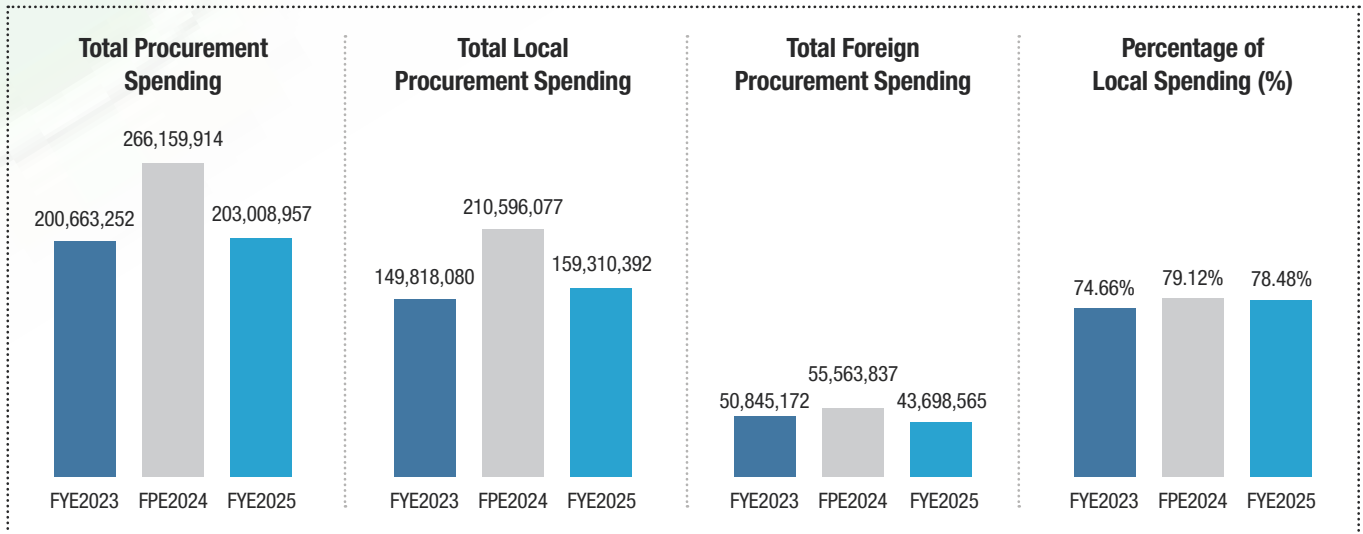 Total Procurement
Spending
266,159,914
200,663,252
203,008,957
FYE2023 FPE2024 FYE2025
Total Local
Procurement Spending
210,596,077
149,818,080
159,310,392
FYE2023 FPE2024 FYE2025
Total Foreign
Procurement Spending
55,563,837
50,845,172
43,698,565
FYE2023 FPE2024 FYE2025
Percentage of
Local Spending (%)
74.66%
79.12%
78.48%
FYE2023 FPE2024 FYE2025